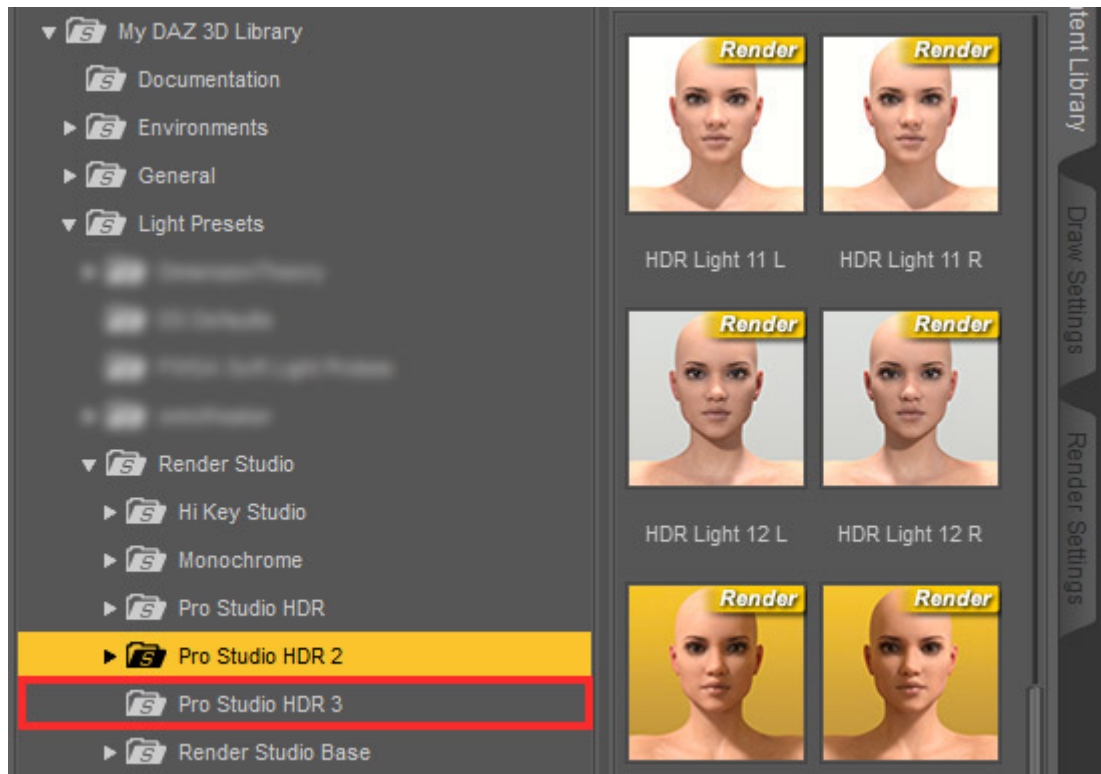 My DAZ 3D Library
Documentation
Environments
General
Light Presets
Render Studio
Hi Key Studio
Monochrome
Pro Studio HDR
Pro Studio HDR 2
Pro Studio HDR 3
Render Studio Base
Render Render
HDR Light 11 L HDR Light 11 R
Render Render
HDR Light 12 L HDR Light 12 R
Render Render
tent Library
Draw Settings
Render Settings